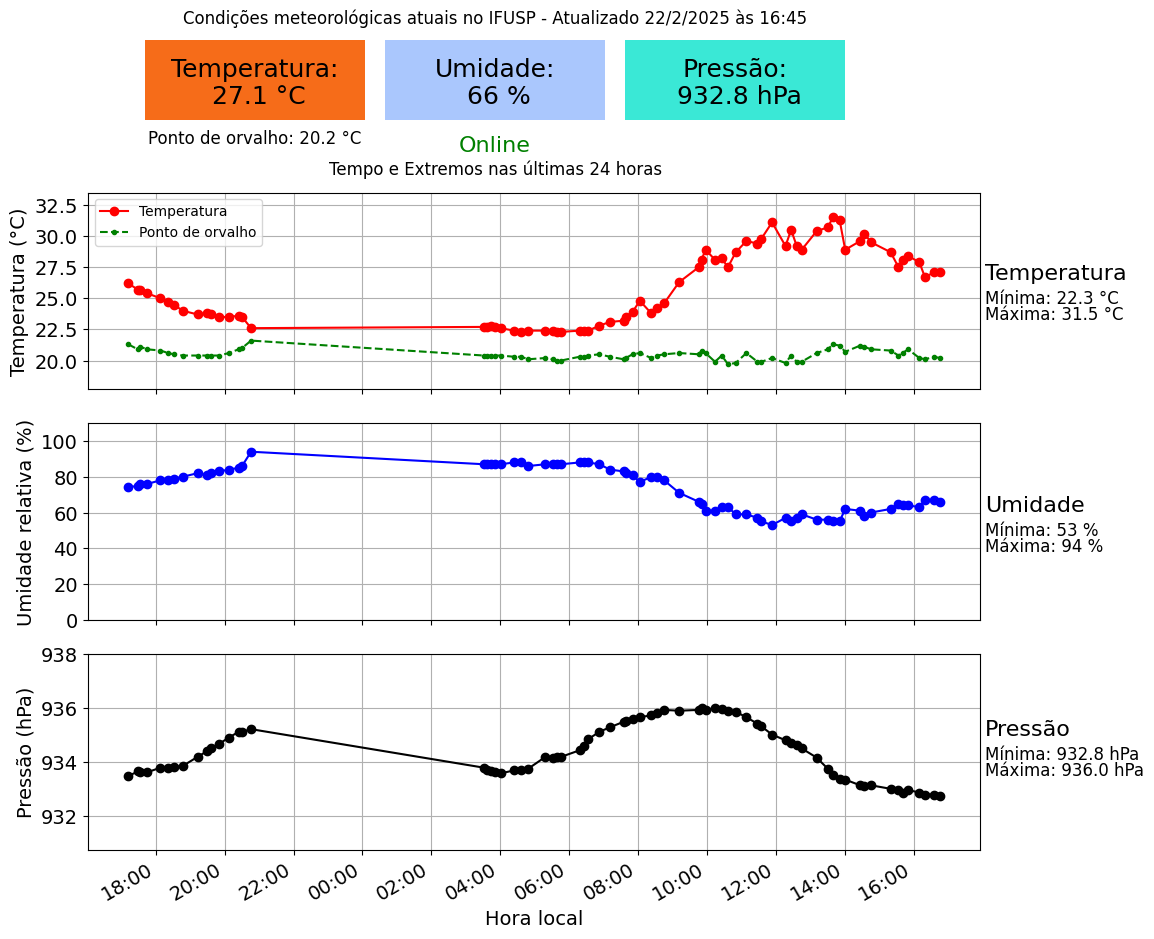 Condições meteorológicas atuais no IFUSP - Atualizado 22/2/2025 às 16:45
Temperatura:
27.1 °C
Umidade:
66 %
Pressão:
932.8 hPa
Ponto de orvalho: 20.2 °C
Online
Tempo e Extremos nas últimas 24 horas
Temperatura (°C)
32.5
30.0
27.5
25.0
22.5
20.0
Temperatura
Ponto de orvalho
Temperatura
Mínima: 22.3 °C
Máxima: 31.5 °C
Umidade relativa (%)
100
80
60
40
20
0
Umidade
Mínima: 53 %
Máxima: 94 %
Pressão (hPa)
938
936
934
932
Pressão
Mínima: 932.8 hPa
Máxima: 936.0 hPa
18:00 20:00 22:00 00:00 02:00 04:00 06:00 08:00 10:00 12:00 14:00 16:00
Hora local